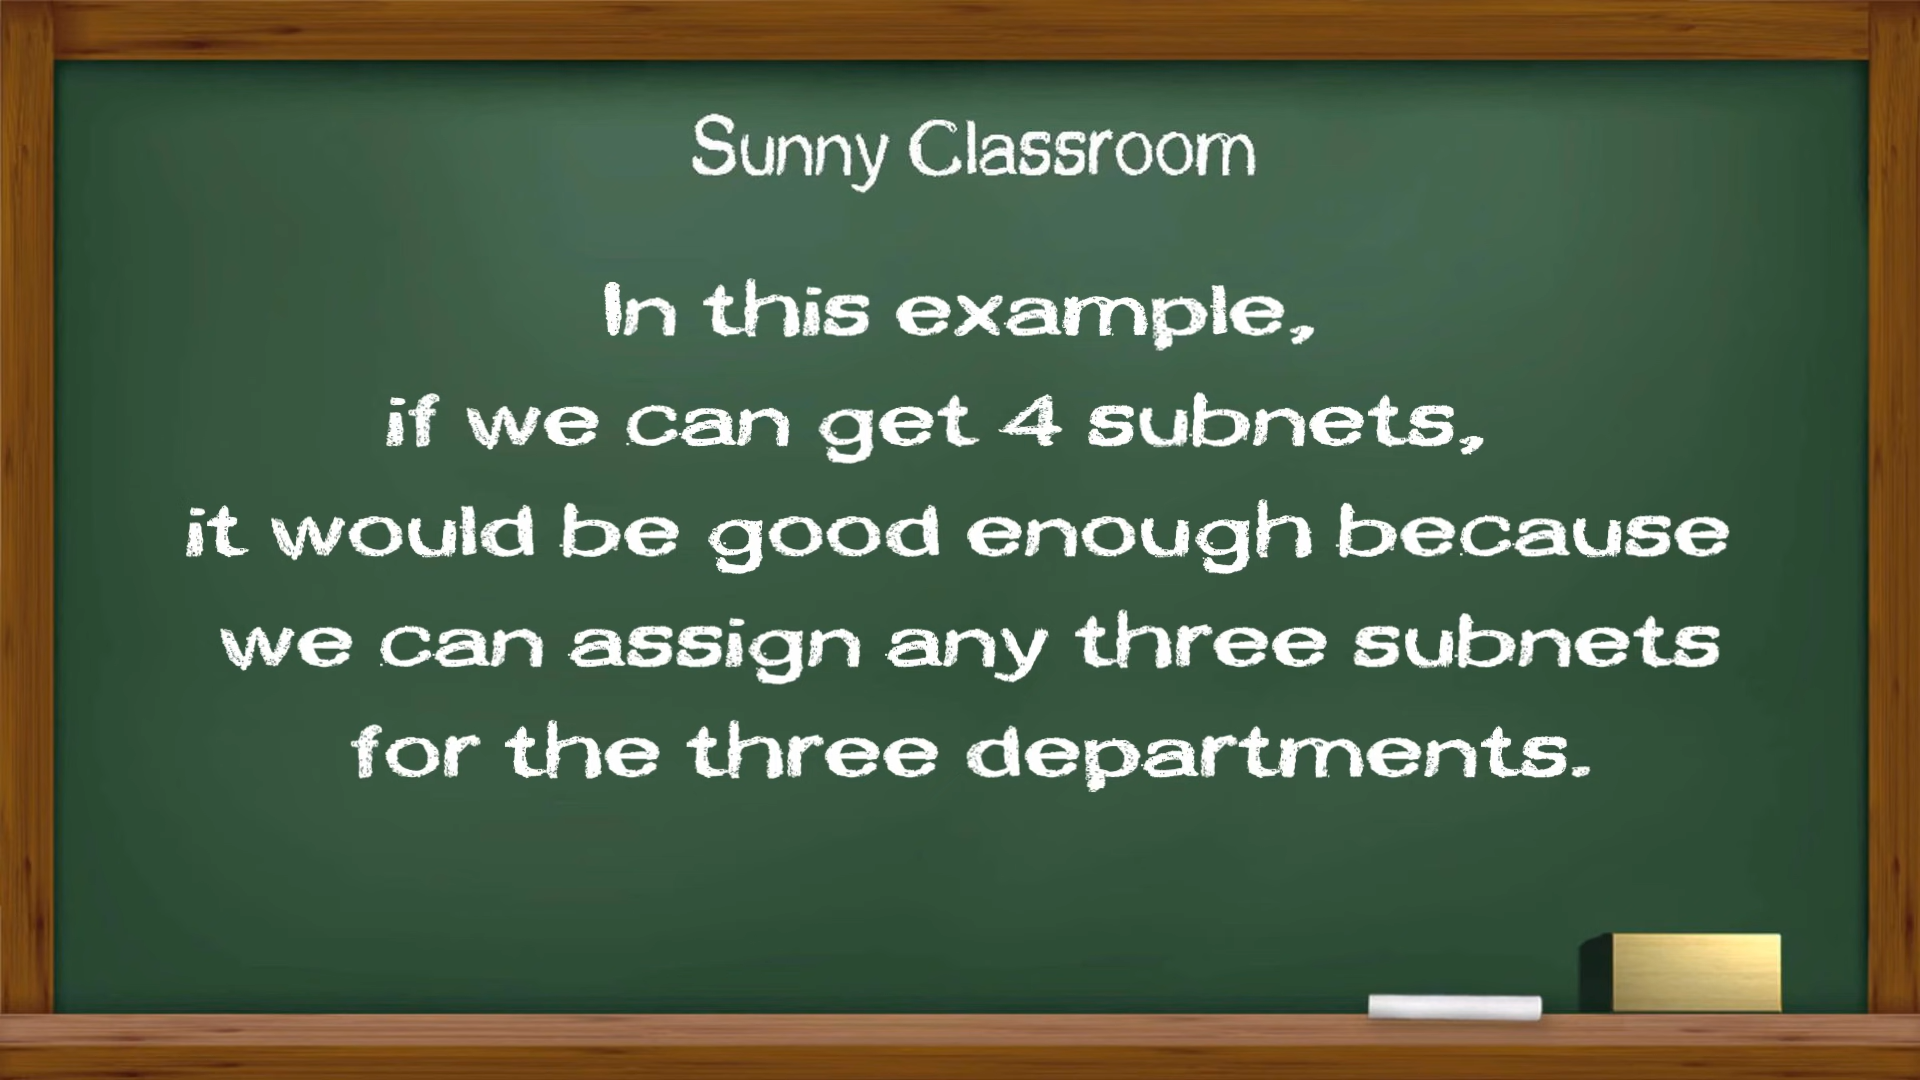 Sunny Classroom
In this example,
if we can get 4 subnets,
it would be good enough because
we can assign any three subnets
for the three departments.